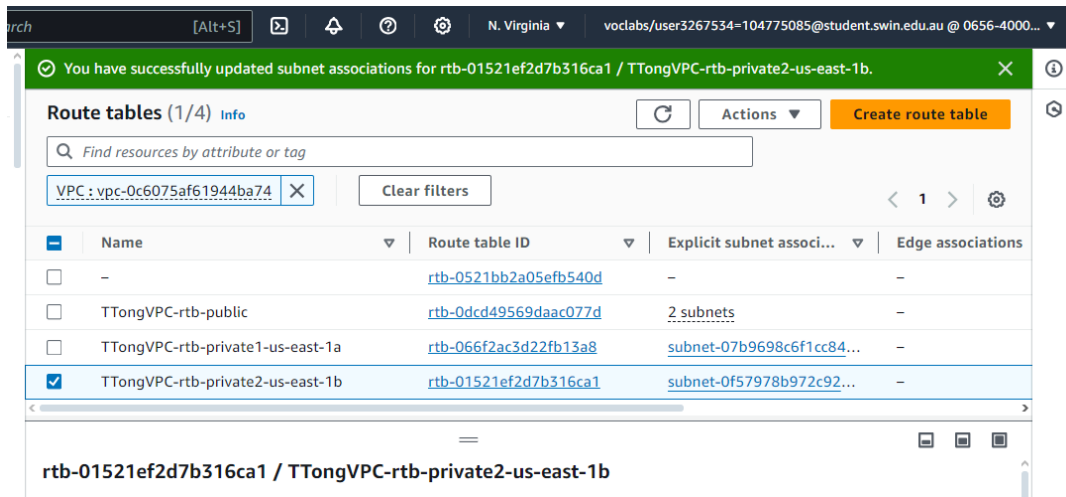 rch [Alt+S] N. Virginia ▼ voclabs/user3267534=104775085@student.swin.edu.au @ 0656-4000... ▼
You have successfully updated subnet associations for rtb-01521ef2d7b316ca1 / TTongVPC-rtb-private2-us-east-1b.
Route tables (1/4) Info Actions ▼ Create route table
Find resources by attribute or tag
VPC : vpc-0c6075af61944ba74 Clear filters
1
Name Route table ID Explicit subnet associ... Edge associations
– rtb-0521bb2a05efb540d – –
TTongVPC-rtb-public rtb-0dcd49569daac077d 2 subnets –
TTongVPC-rtb-private1-us-east-1a rtb-066f2ac3d22fb13a8 subnet-07b9698c6f1cc84... –
TTongVPC-rtb-private2-us-east-1b rtb-01521ef2d7b316ca1 subnet-0f57978b972c92... –
rtb-01521ef2d7b316ca1 / TTongVPC-rtb-private2-us-east-1b